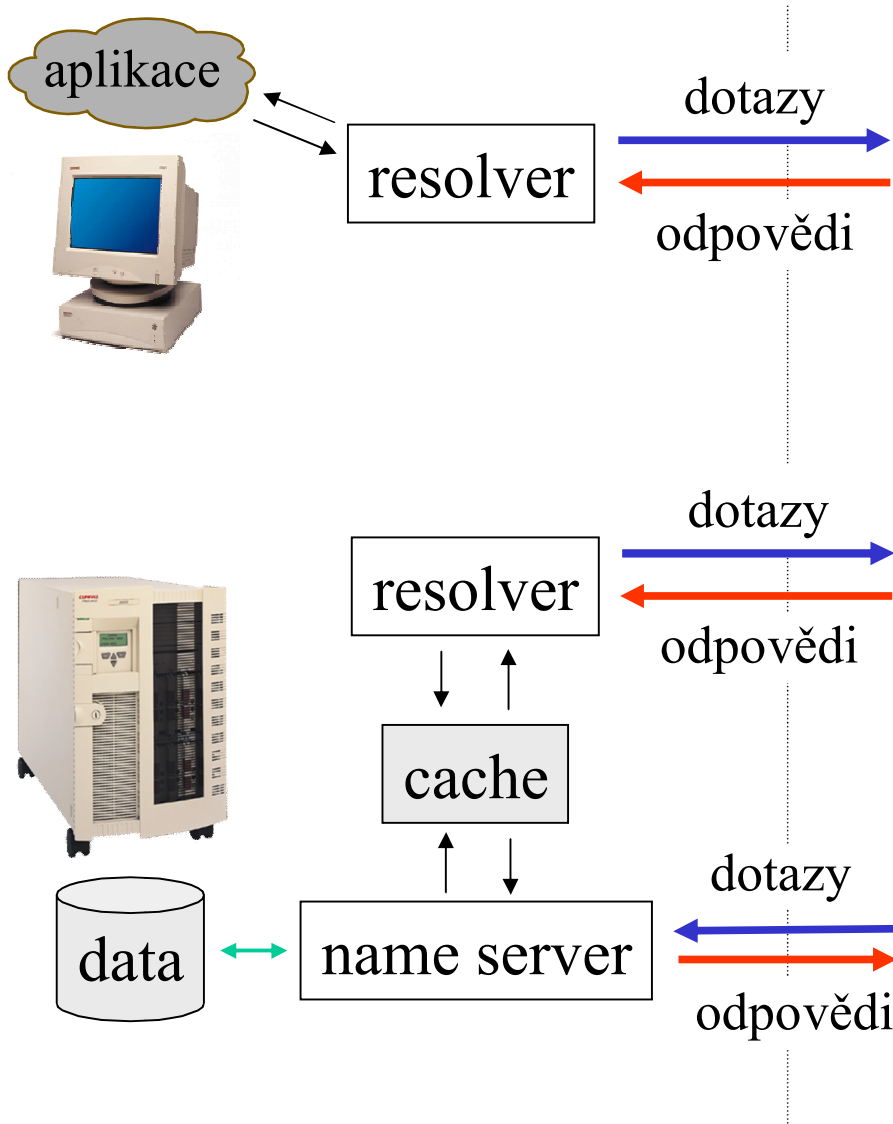 aplikace
dotazy
resolver
odpovědi
dotazy
resolver
odpovědi
cache
dotazy
data
name server
odpovědi